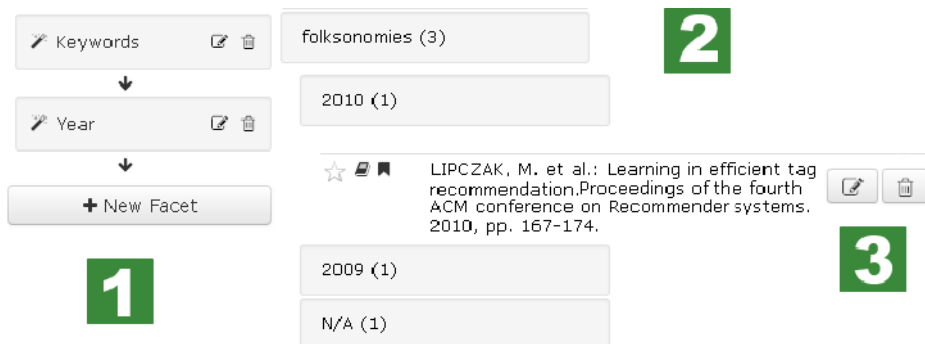 Keywords
Year
+ New Facet
1
folksonomies (3)
2
2010 (1)
LIPCZAK, M. et al.: Learning in efficient tag
recommendation.Proceedings of the fourth
ACM conference on Recommender systems.
2010, pp. 167-174.
3
2009 (1)
N/A (1)